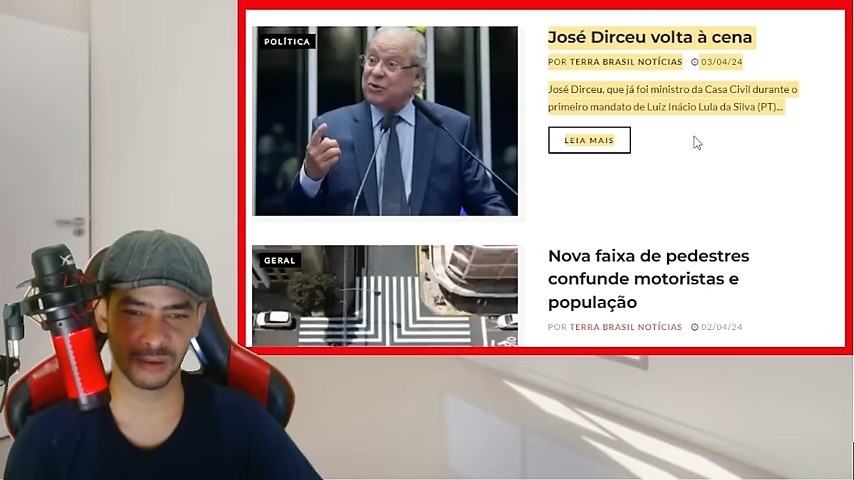 POLÍTICA
José Dirceu volta à cena
POR TERRA BRASIL NOTÍCIAS 03/04/24
José Dirceu, que já foi ministro da Casa Civil durante o
primeiro mandato de Luiz Inácio Lula da Silva (PT)...
LEIA MAIS
GERAL
Nova faixa de pedestres
confunde motoristas e
população
POR TERRA BRASIL NOTÍCIAS 02/04/24